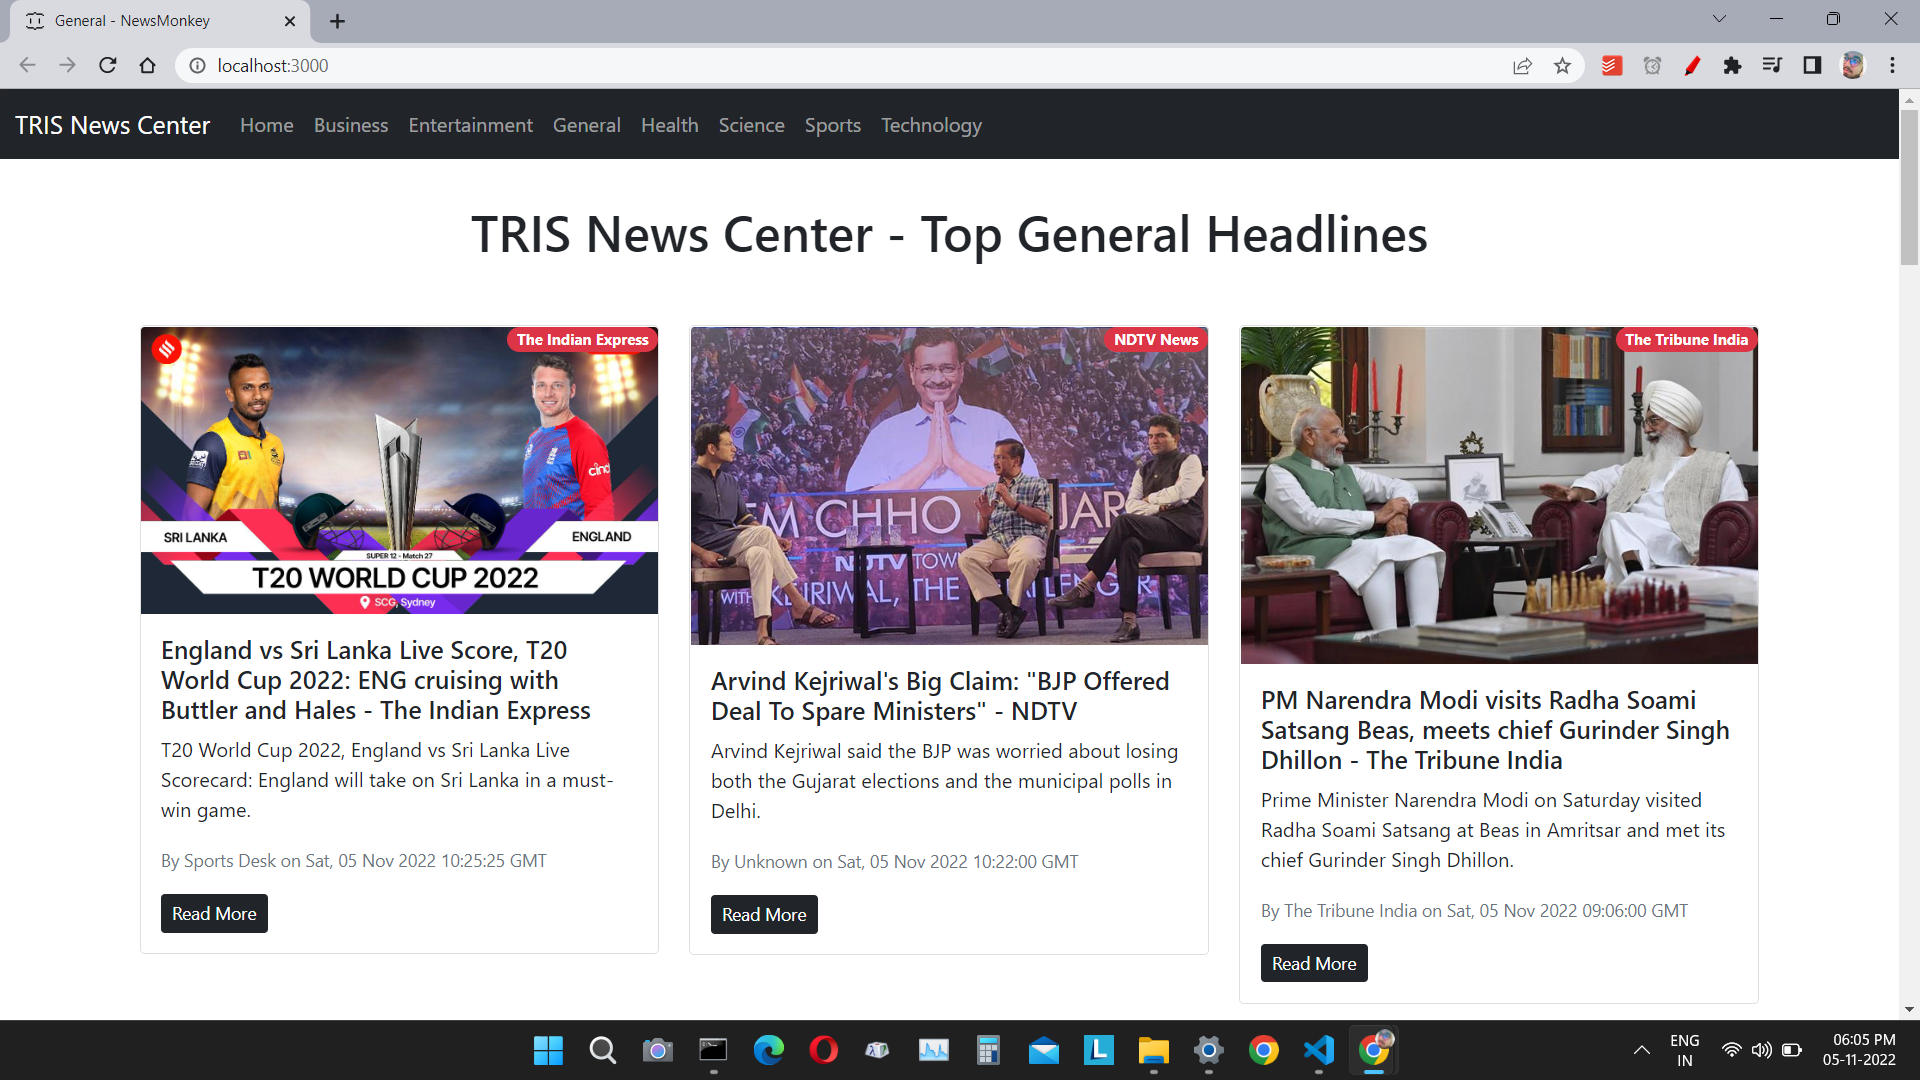 General - NewsMonkey
localhost:3000
TRIS News Center Home Business Entertainment General Health Science Sports Technology
TRIS News Center - Top General Headlines
The Indian Express
SRI LANKA
ENGLAND
SUPER 12 - Match 27
T20 WORLD CUP 2022
SCG, Sydney
England vs Sri Lanka Live Score, T20
World Cup 2022: ENG cruising with
Buttler and Hales - The Indian Express
T20 World Cup 2022, England vs Sri Lanka Live
Scorecard: England will take on Sri Lanka in a must-
win game.
By Sports Desk on Sat, 05 Nov 2022 10:25:25 GMT
Read More
NDTV News
CHHO
NDTV TOW
WITH
THE
Arvind Kejriwal's Big Claim: "BJP Offered
Deal To Spare Ministers" - NDTV
Arvind Kejriwal said the BJP was worried about losing
both the Gujarat elections and the municipal polls in
Delhi.
By Unknown on Sat, 05 Nov 2022 10:22:00 GMT
Read More
The Tribune India
PM Narendra Modi visits Radha Soami
Satsang Beas, meets chief Gurinder Singh
Dhillon - The Tribune India
Prime Minister Narendra Modi on Saturday visited
Radha Soami Satsang at Beas in Amritsar and met its
chief Gurinder Singh Dhillon.
By The Tribune India on Sat, 05 Nov 2022 09:06:00 GMT
Read More
ENG
IN
06:05 PM
05-11-2022